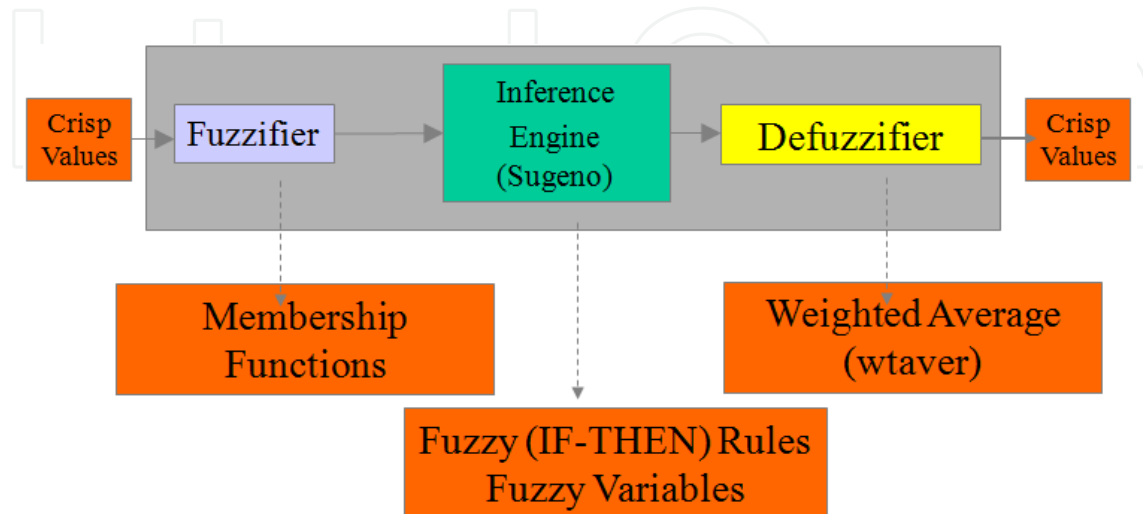 Crisp
Values
Fuzzifier
Inference
Engine
(Sugeno)
Defuzzifier
Crisp
Values
Membership
Functions
Weighted Average
(wtaver)
Fuzzy (IF-THEN) Rules
Fuzzy Variables